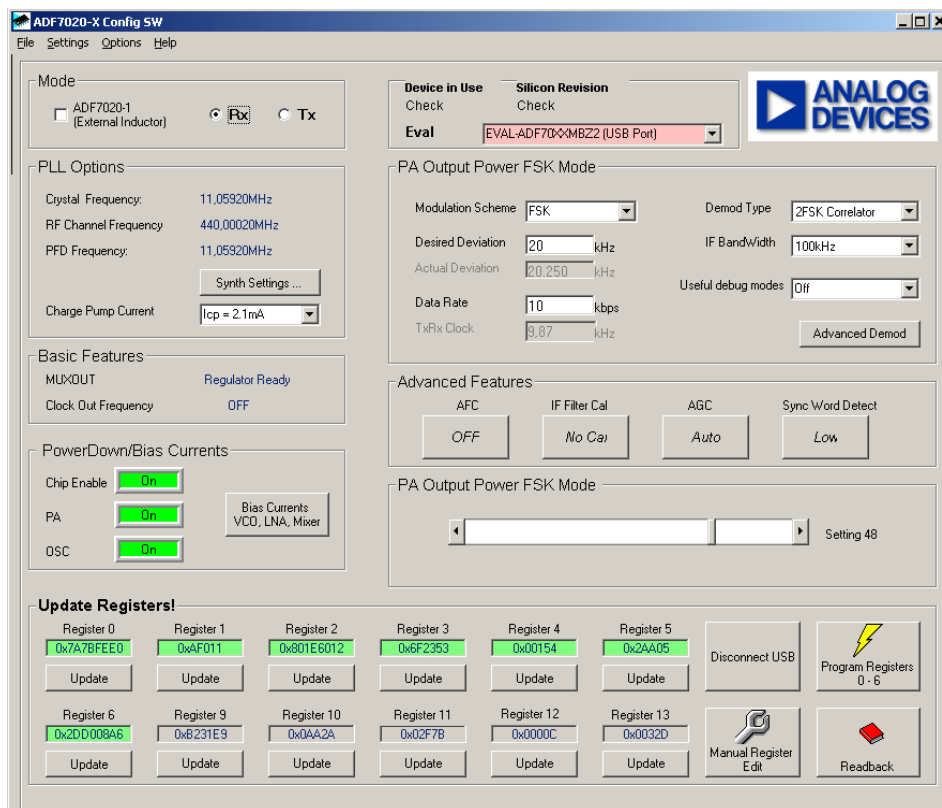 ADF7020-X Config SW
File Settings Options Help
Mode
ADF7020-1
(External Inductor)
Rx
Tx
Device in Use Silicon Revision
Check Check
Eval EVAL-ADF70XXMBZ2 (USB Port)
ANALOG
DEVICES
PLL Options
Crystal Frequency: 11,05920MHz
RF Channel Frequency 440,00020MHz
PFD Frequency: 11,05920MHz
Synth Settings ...
Charge Pump Current Icp = 2.1mA
PA Output Power FSK Mode
Modulation Scheme FSK
Desired Deviation 20 kHz
Actual Deviation 20.250 kHz
Data Rate 10 kbps
TxRx Clock 9,87 kHz
Demod Type 2FSK Correlator
IF BandWidth 100kHz
Useful debug modes Off
Advanced Demod
Basic Features
MUXOUT Regulator Ready
Clock Out Frequency OFF
Advanced Features
AFC IF Filter Cal AGC Sync Word Detect
OFF No Cal Auto Low
PowerDown/Bias Currents
Chip Enable On
PA On
OSC On
Bias Currents
VCO, LNA, Mixer
PA Output Power FSK Mode
Setting 48
Update Registers!
Register 0 Register 1 Register 2 Register 3 Register 4 Register 5
0x7A7BFEE0 0xAF011 0x801E6012 0x6F2353 0x00154 0x2AA05
Update Update Update Update Update Update
Disconnect USB
Program Registers
0 - 6
Register 6 Register 9 Register 10 Register 11 Register 12 Register 13
0x2DD008A6 0xB231E9 0x0AA2A 0x02F7B 0x0000C 0x0032D
Update Update Update Update Update Update
Manual Register
Edit
Readback